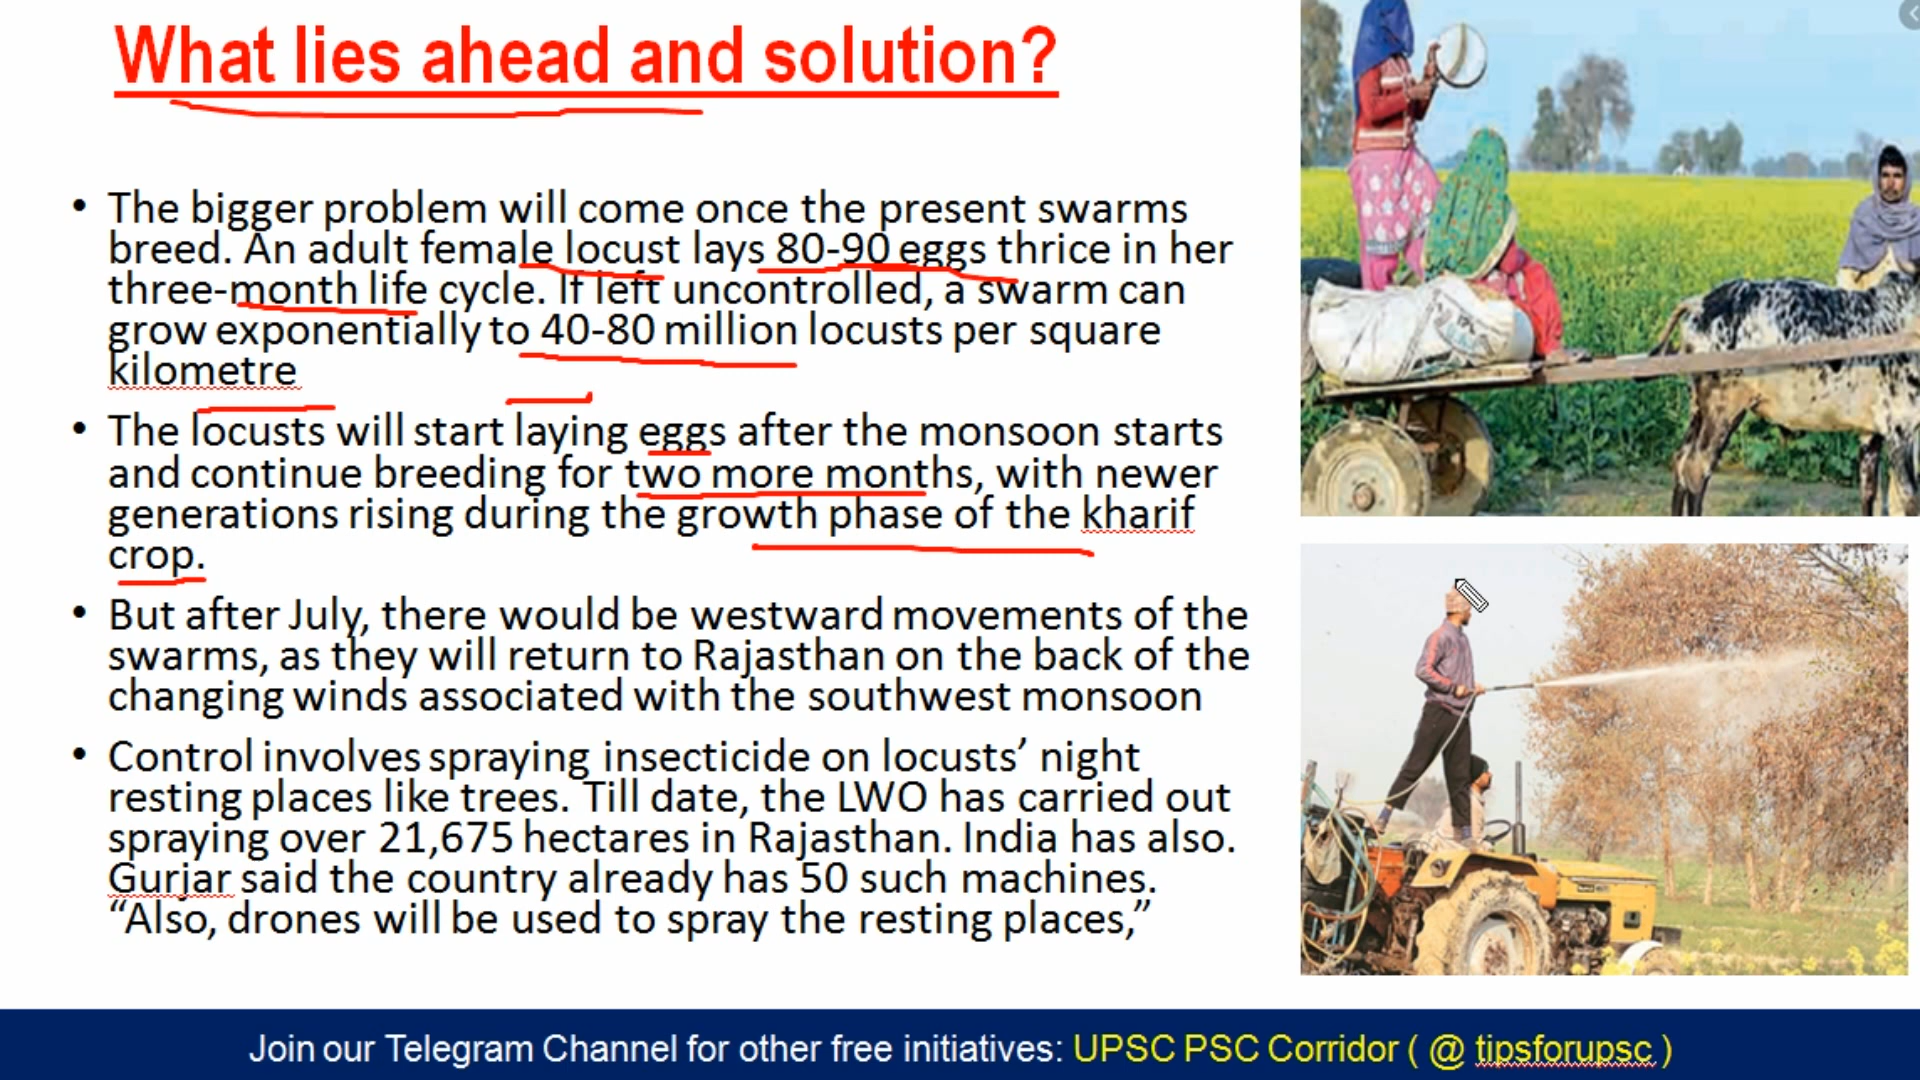 What lies ahead and solution?
• The bigger problem will come once the present swarms
breed. An adult female locust lays 80-90 eggs thrice in her
three-month life cycle. If left uncontrolled, a swarm can
grow exponentially to 40-80 million locusts per square
kilometre
• The locusts will start laying eggs after the monsoon starts
and continue breeding for two more months, with newer
generations rising during the growth phase of the kharif
crop.
• But after July, there would be westward movements of the
swarms, as they will return to Rajasthan on the back of the
changing winds associated with the southwest monsoon
• Control involves spraying insecticide on locusts’ night
resting places like trees. Till date, the LWO has carried out
spraying over 21,675 hectares in Rajasthan. India has also.
Gurjar said the country already has 50 such machines.
“Also, drones will be used to spray the resting places,”
Join our Telegram Channel for other free initiatives: UPSC PSC Corridor ( @ tipsforupsc )